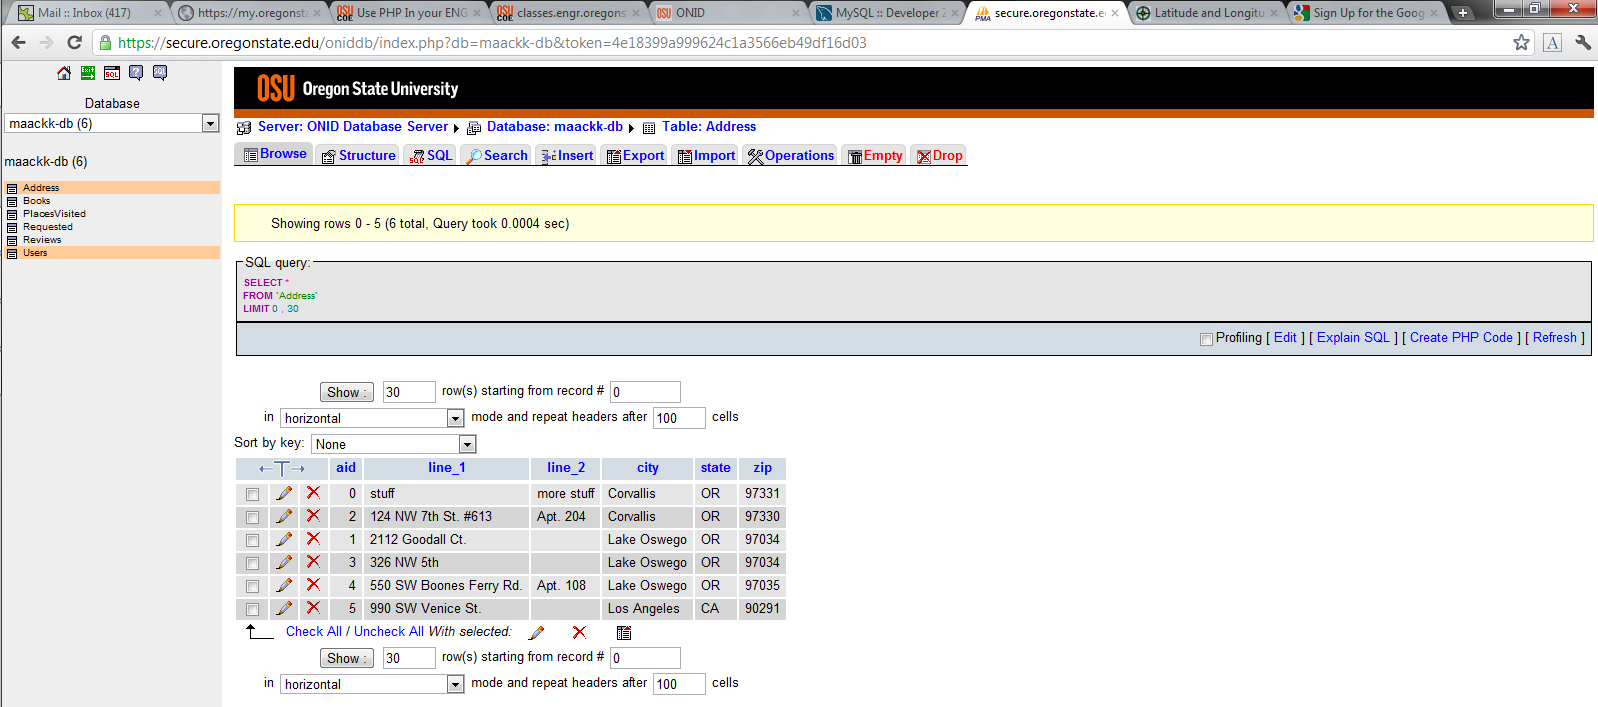 Mail :: Inbox (417)
https://my.oregonst
OSU COE Use PHP In your ENG
OSU COE classes.engr.oregons
OSU ONID
MySQL :: Developer Z
PMA secure.oregonstate.e
Latitude and Longitu
Sign Up for the Goog
https://secure.oregonstate.edu/oniddb/index.php?db=maackk-db&token=4e18399a999624c1a3566eb49df16d03
A
SQL
Database
maackk-db (6)
maackk-db (6)
Address
Books
PlacesVisited
Requested
Reviews
Users
OSU Oregon State University
Server: ONID Database Server Database: maackk-db Table: Address
Browse Structure SQL Search Insert Export Import Operations Empty Drop
Showing rows 0 - 5 (6 total, Query took 0.0004 sec)
SQL query:
SELECT *
FROM `Address`
LIMIT 0 , 30
Profiling [ Edit ] [ Explain SQL ] [ Create PHP Code ] [ Refresh ]
Show : 30 row(s) starting from record # 0
in horizontal mode and repeat headers after 100 cells
Sort by key: None
←T→ aid line_1 line_2 city state zip
0 stuff more stuff Corvallis OR 97331
2 124 NW 7th St. #613 Apt. 204 Corvallis OR 97330
1 2112 Goodall Ct. Lake Oswego OR 97034
3 326 NW 5th Lake Oswego OR 97034
4 550 SW Boones Ferry Rd. Apt. 108 Lake Oswego OR 97035
5 990 SW Venice St. Los Angeles CA 90291
Check All / Uncheck All With selected:
Show : 30 row(s) starting from record # 0
in horizontal mode and repeat headers after 100 cells